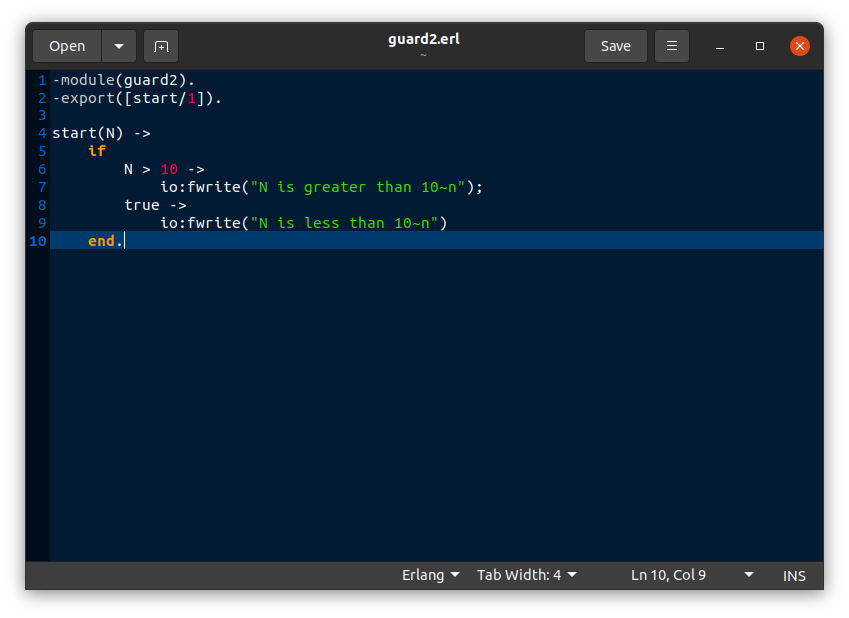 Open
guard2.erl
~
Save
1 -module(guard2).
2 -export([start/1]).
3
4 start(N) ->
5     if
6         N > 10 ->
7             io:fwrite("N is greater than 10~n");
8         true ->
9             io:fwrite("N is less than 10~n")
10     end.
Erlang Tab Width: 4 Ln 10, Col 9 INS